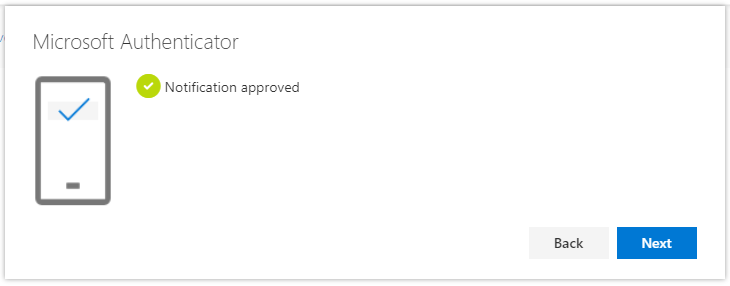 Microsoft Authenticator
Notification approved
Back
Next